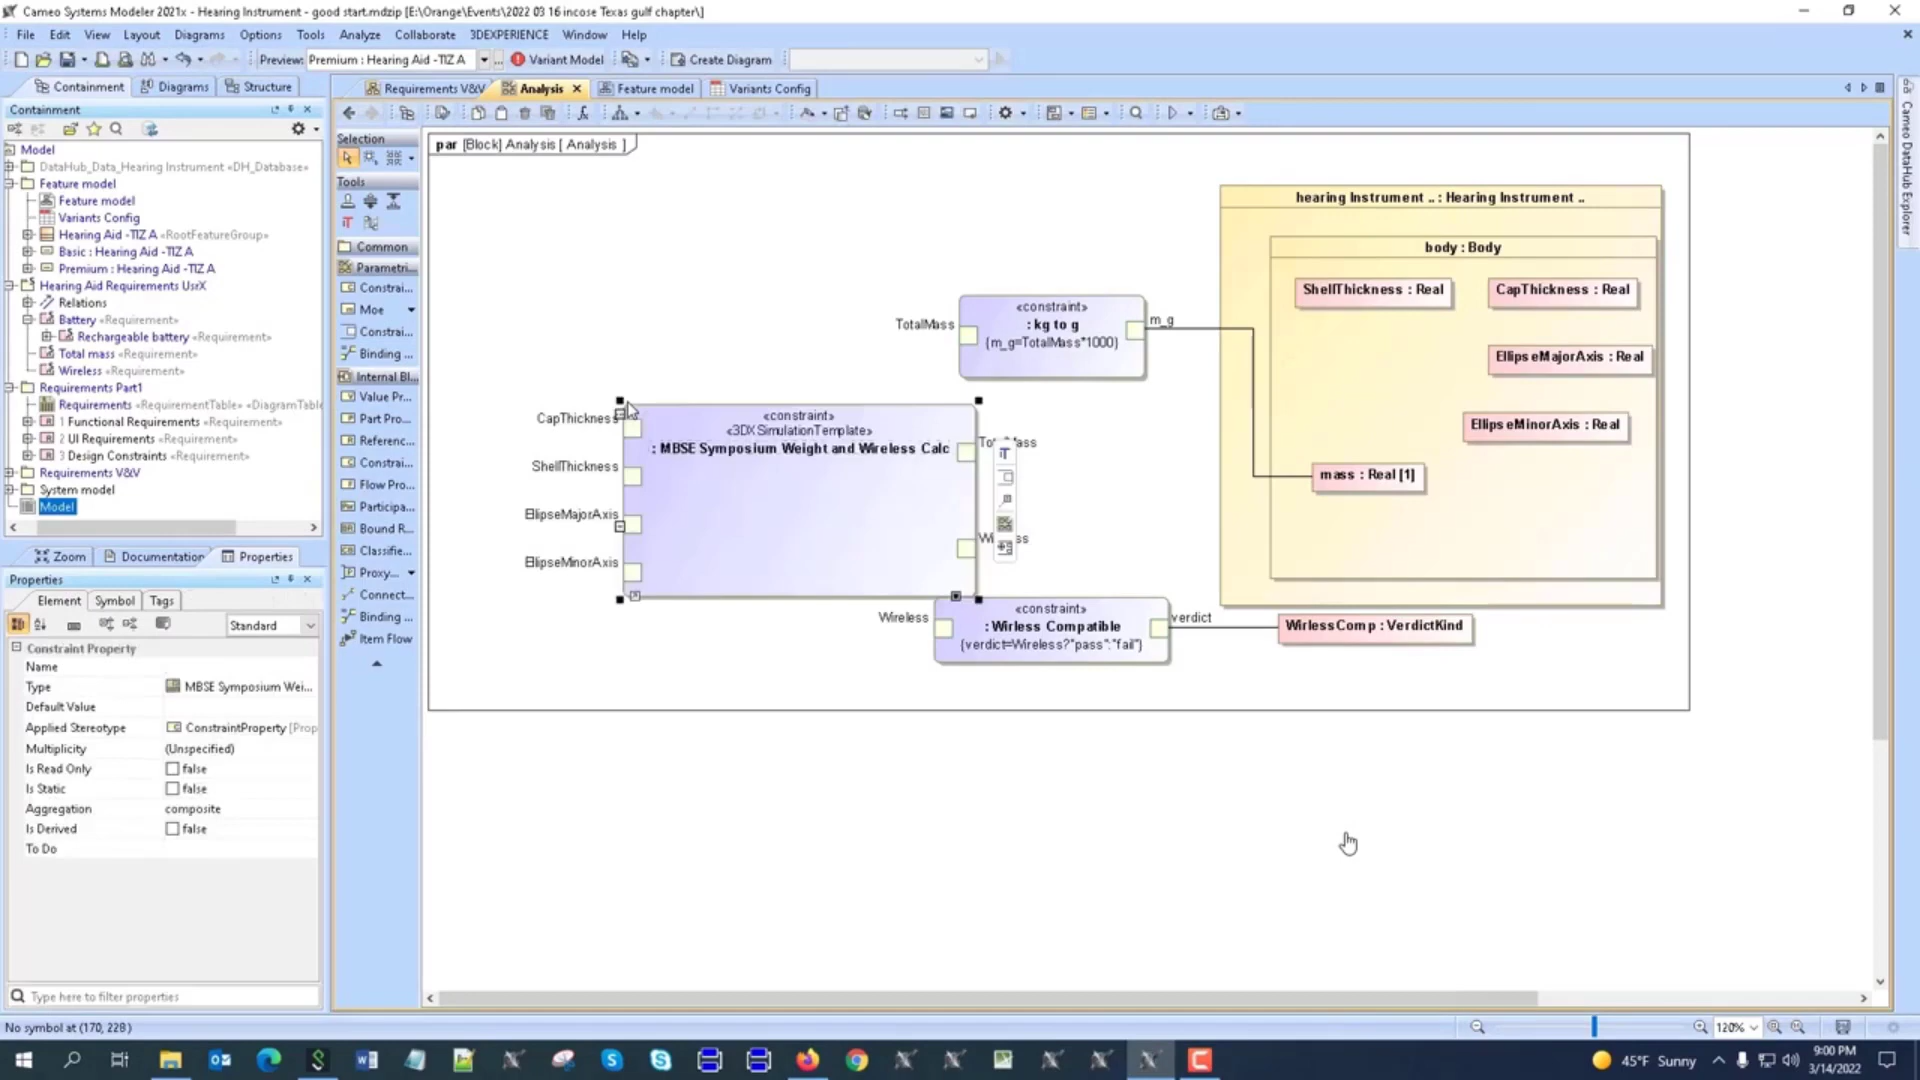 Cameo Systems Modeler 2021x - Hearing Instrument - good start.mdzip [E:\Orange\Events\2022 03 16 incose Texas gulf chapter\]
File Edit View Layout Diagrams Options Tools Analyze Collaborate 3DEXPERIENCE Window Help
Preview: Premium : Hearing Aid -TIZ A ... Variant Model Create Diagram
Containment Diagrams Structure
Requirements V&V Analysis Feature model Variants Config
Containment
Model
DataHub_Data_Hearing Instrument «DH_Database»
Feature model
Feature model
Variants Config
Hearing Aid -TIZ A «RootFeatureGroup»
Basic : Hearing Aid -TIZ A
Premium : Hearing Aid -TIZ A
Hearing Aid Requirements UsrX
Relations
Battery «Requirement»
Rechargeable battery «Requirement»
Total mass «Requirement»
Wireless «Requirement»
Requirements Part1
Requirements «RequirementTable» «DiagramTable
1 Functional Requirements «Requirement»
2 UI Requirements «Requirement»
3 Design Constraints «Requirement»
Requirements V&V
System model
Model
Zoom Documentation Properties
Properties
Element Symbol Tags
Standard
Constraint Property
Name
Type MBSE Symposium Wei...
Default Value
Applied Stereotype ConstraintProperty [Prop
Multiplicity (Unspecified)
Is Read Only false
Is Static false
Aggregation composite
Is Derived false
To Do
Type here to filter properties
Selection
Tools
Common
Parametri...
Constrai...
Moe
Constrai...
Binding ...
Internal Bl...
Value Pr...
Part Pro...
Referenc...
Constrai...
Flow Pro...
Participa...
Bound R...
Classifie...
Proxy...
Connect...
Binding ...
Item Flow
par [Block] Analysis [ Analysis ]
hearing Instrument .. : Hearing Instrument ..
body : Body
ShellThickness : Real
CapThickness : Real
EllipseMajorAxis : Real
EllipseMinorAxis : Real
mass : Real [1]
TotalMass
«constraint»
: kg to g
{m_g=TotalMass*1000}
m_g
CapThickness
ShellThickness
EllipseMajorAxis
EllipseMinorAxis
«constraint»
«3DXSimulationTemplate»
: MBSE Symposium Weight and Wireless Calc
Wireless
«constraint»
: Wirless Compatible
{verdict=Wireless?"pass":"fail"}
verdict
WirlessComp : VerdictKind
Cameo DataHub Explorer
No symbol at (170, 228)
120%
45°F Sunny
9:00 PM
3/14/2022